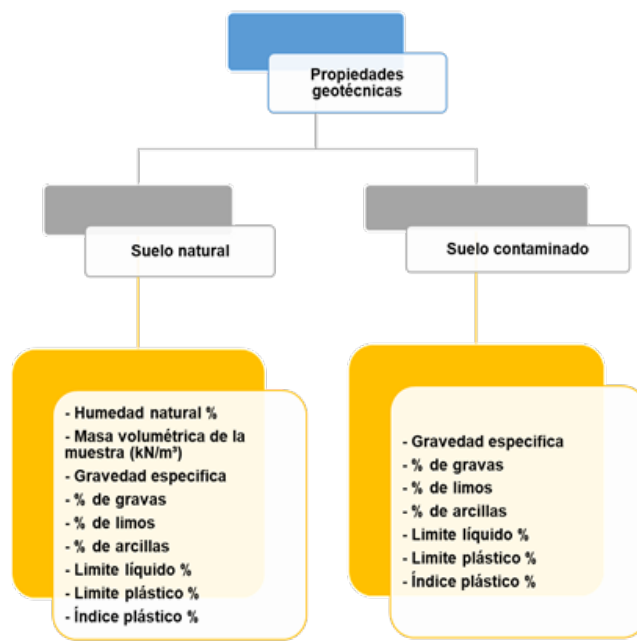 Propiedades
geotécnicas
Suelo natural
Suelo contaminado
- Humedad natural %
- Masa volumétrica de la
muestra (kN/m³)
- Gravedad especifica
- % de gravas
- % de limos
- % de arcillas
- Limite líquido %
- Limite plástico %
- Índice plástico %
- Gravedad especifica
- % de gravas
- % de limos
- % de arcillas
- Limite líquido %
- Limite plástico %
- Índice plástico %